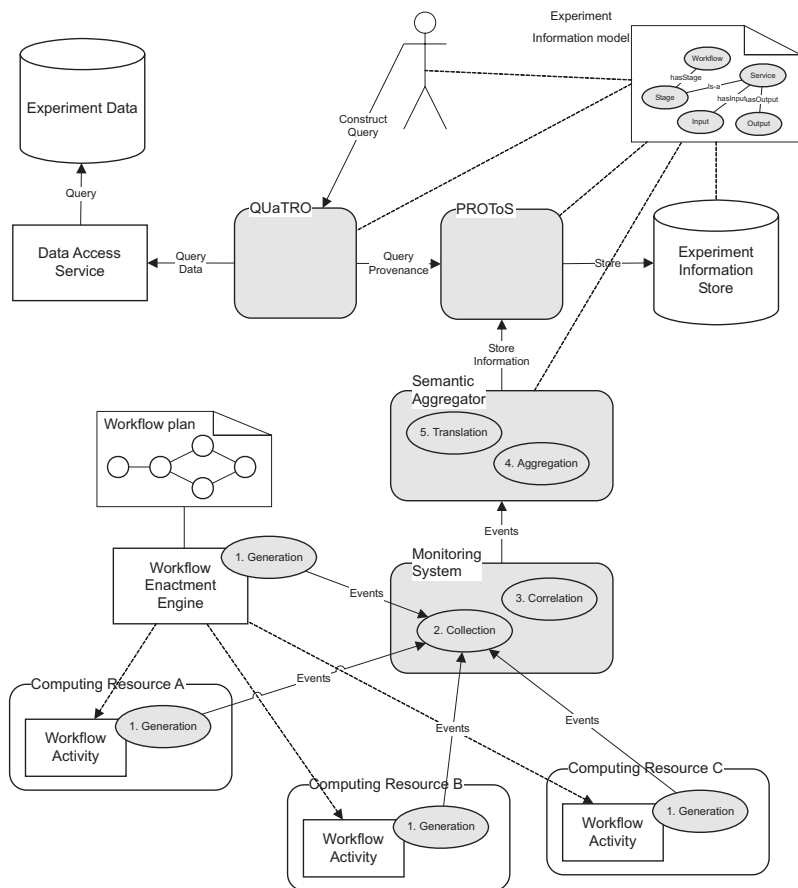 Experiment
Information model
Workflow
hasStage
Service
Is-a
Stage
hasInput
hasOutput
Input
Output
Experiment Data
Construct
Query
Query
QUaTRO
PROToS
Data Access
Service
Query
Data
Query
Provenance
Store
Experiment
Information
Store
Store
Information
Semantic
Aggregator
5. Translation
4. Aggregation
Workflow plan
Events
Workflow
Enactment
Engine
1. Generation
Monitoring
System
3. Correlation
Events
2. Collection
Computing Resource A
Events
1. Generation
Workflow
Activity
Events
Events
Computing Resource B
Computing Resource C
1. Generation
Workflow
Activity
1. Generation
Workflow
Activity